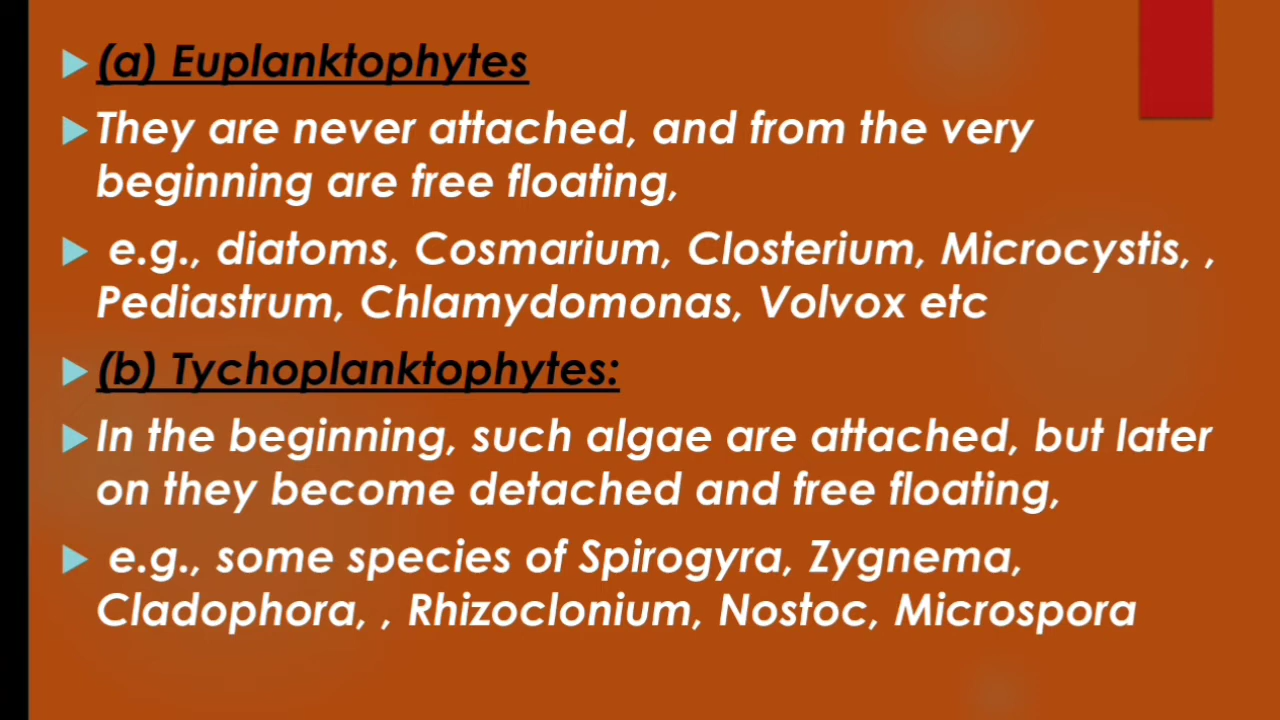 (a) Euplanktophytes
They are never attached, and from the very
beginning are free floating,
e.g., diatoms, Cosmarium, Closterium, Microcystis, ,
Pediastrum, Chlamydomonas, Volvox etc
(b) Tychoplanktophytes:
In the beginning, such algae are attached, but later
on they become detached and free floating,
e.g., some species of Spirogyra, Zygnema,
Cladophora, , Rhizoclonium, Nostoc, Microspora